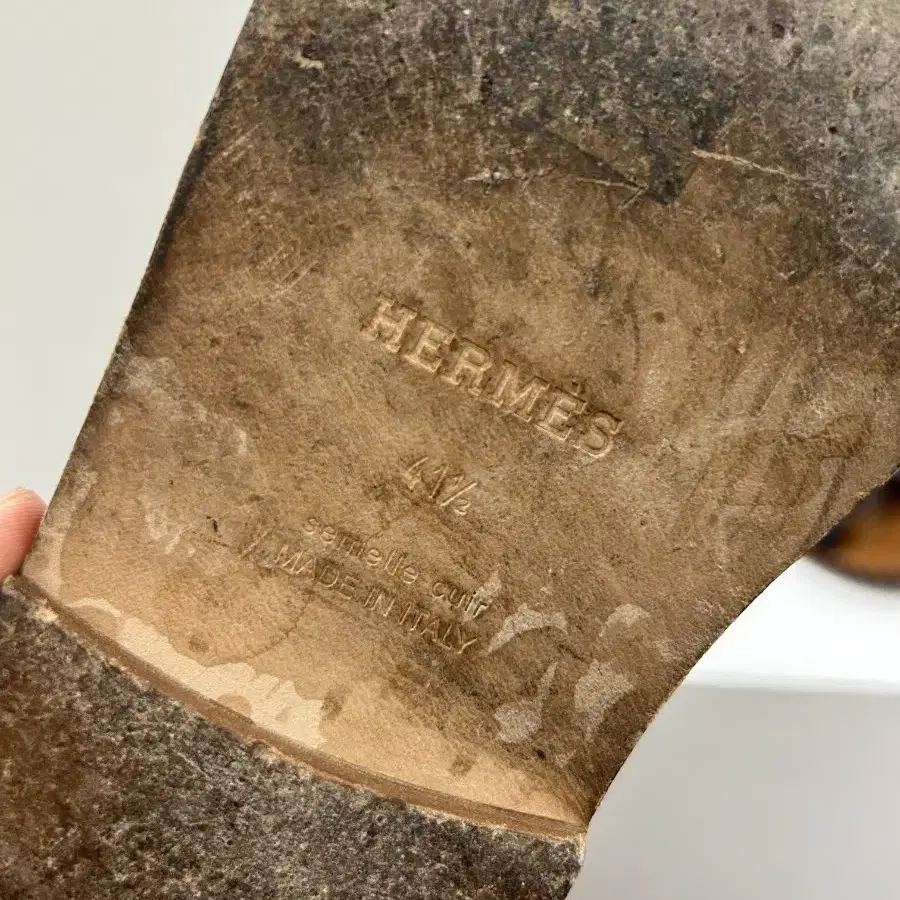 HERMÈS
41½
semelle cuir
MADE IN ITALY